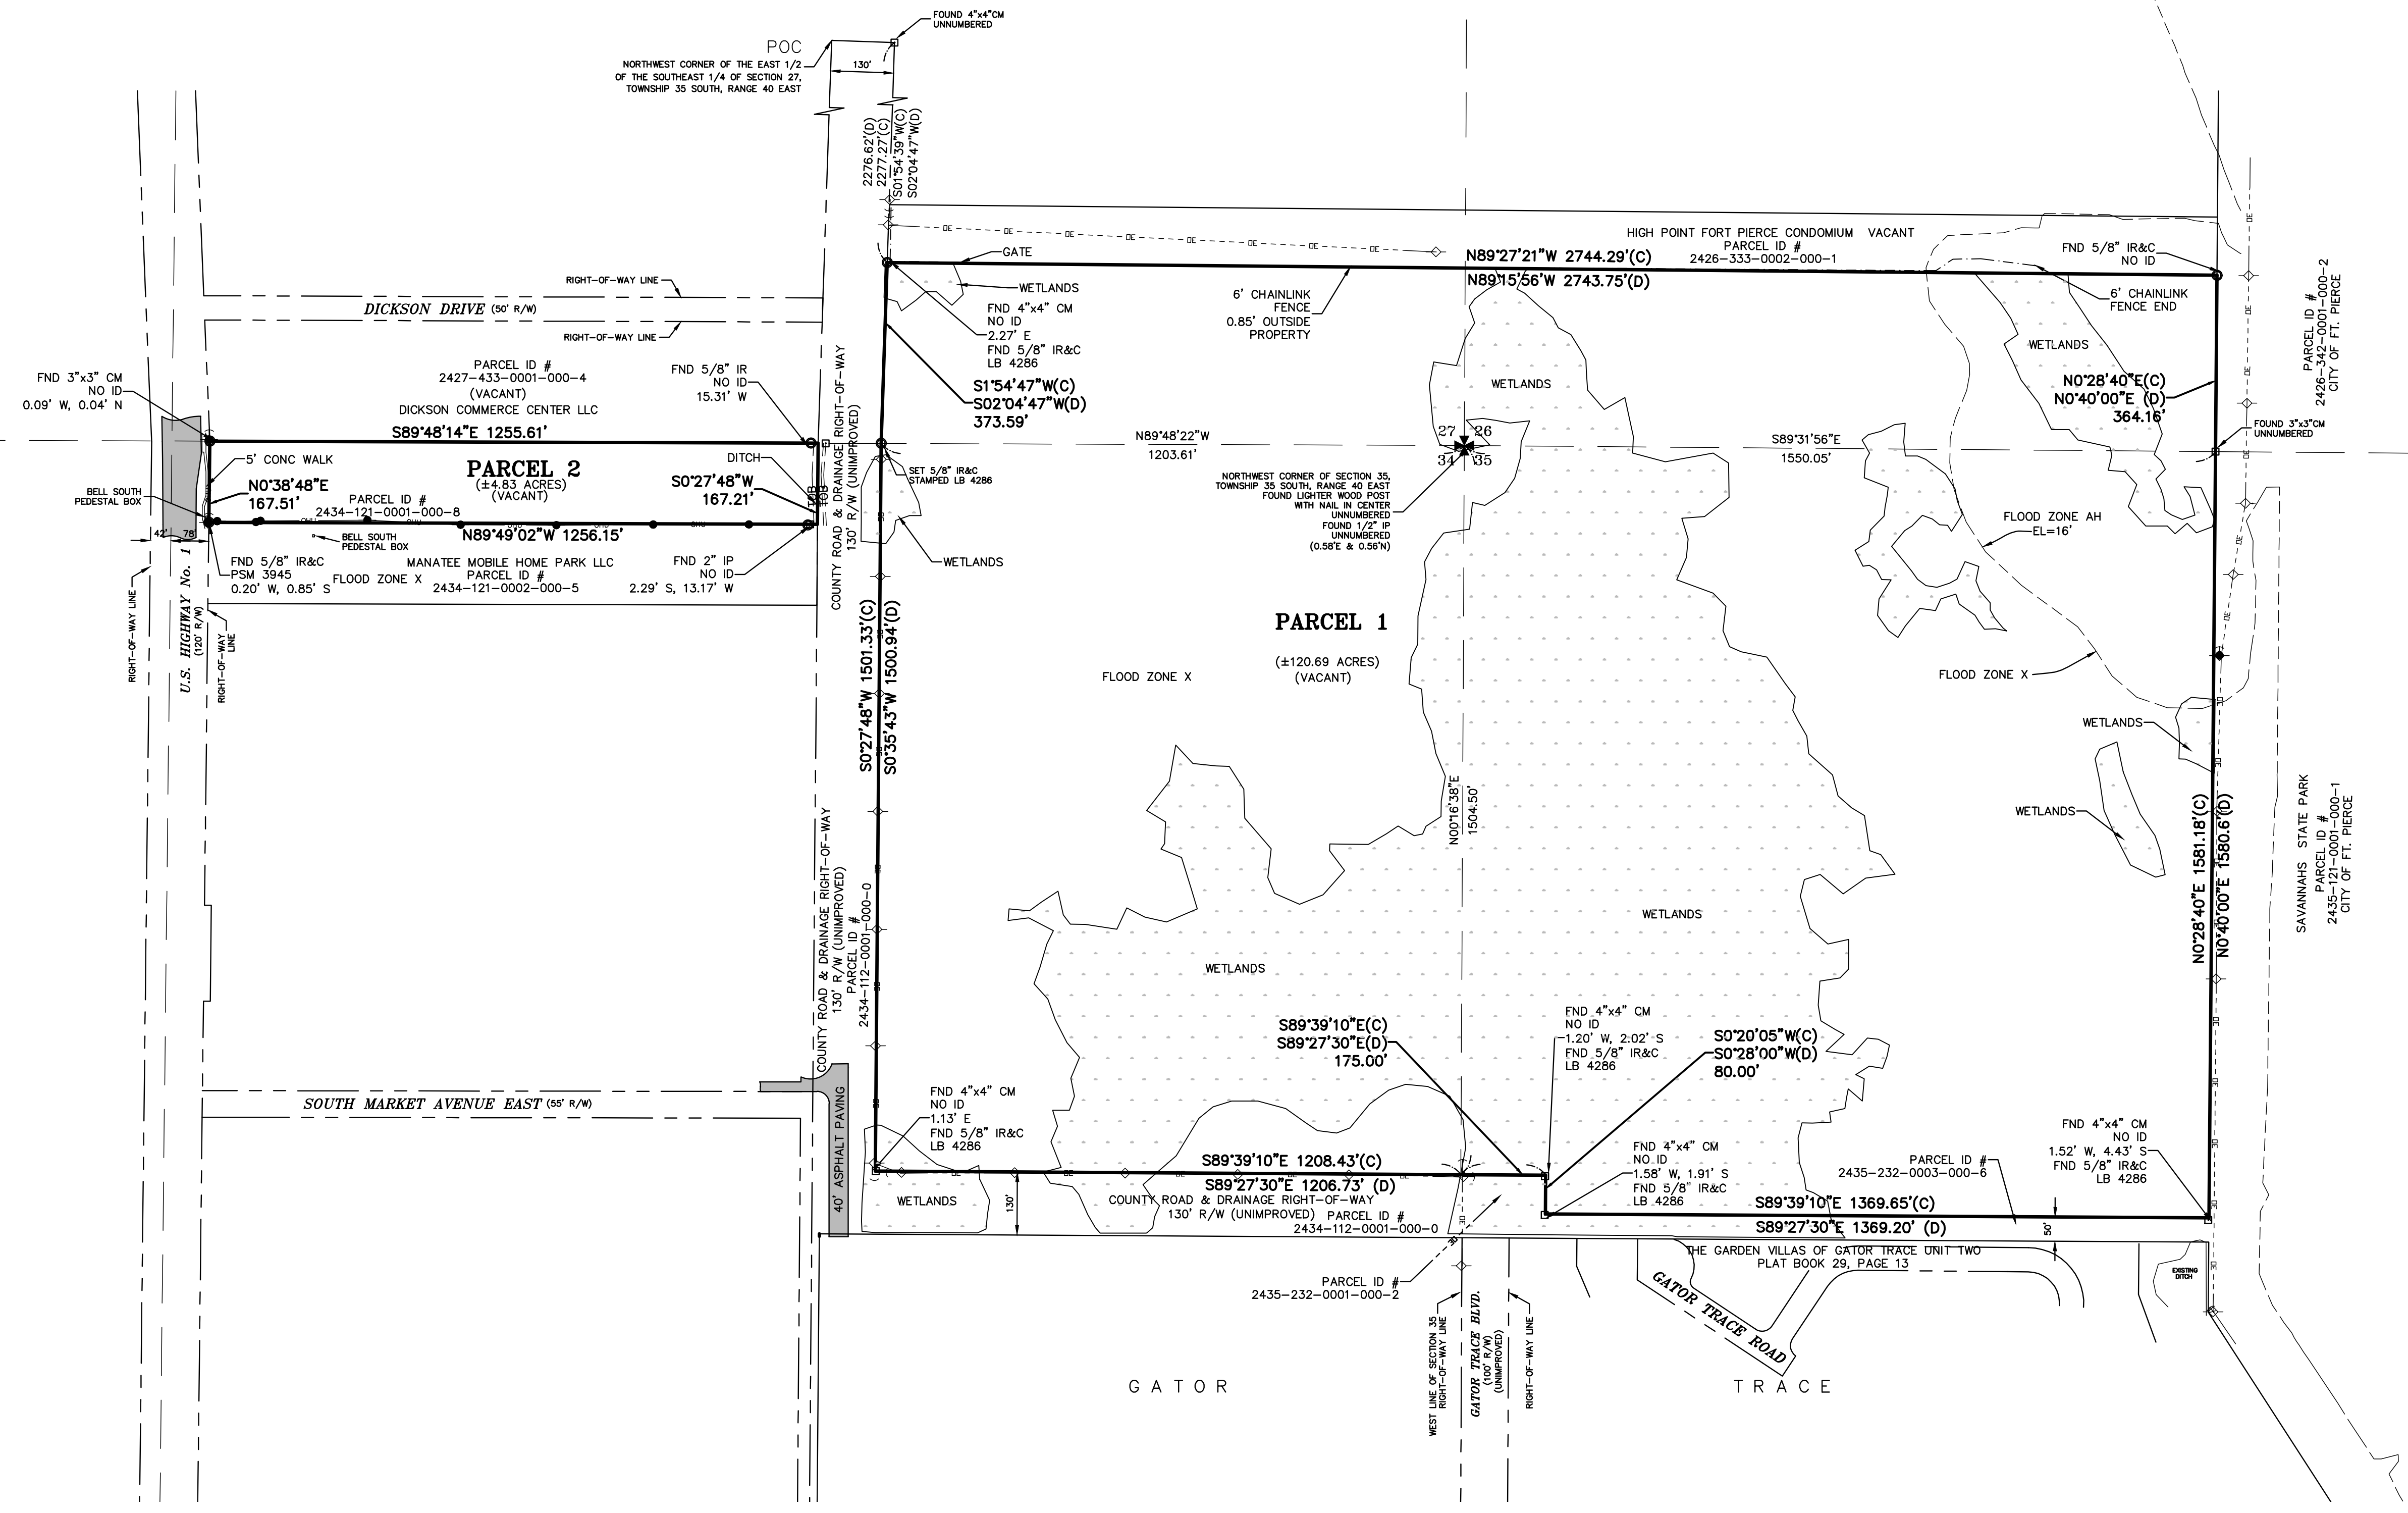 FOUND 4"x4"CM
UNNUMBERED
POC
NORTHWEST CORNER OF THE EAST 1/2
OF THE SOUTHEAST 1/4 OF SECTION 27,
TOWNSHIP 35 SOUTH, RANGE 40 EAST
130'
2276.62'(D)
2277.27'(C)
S01°54'39"W(C)
S02°04'47"W(D)
HIGH POINT FORT PIERCE CONDOMIUM VACANT
PARCEL ID #
2426-333-0002-000-1
N89°27'21"W 2744.29'(C)
N89°15'56"W 2743.75'(D)
FND 5/8" IR&C
NO ID
GATE
WETLANDS
6' CHAINLINK
FENCE
0.85' OUTSIDE
PROPERTY
6' CHAINLINK
FENCE END
PARCEL ID #
2426-342-0001-000-2
CITY OF FT. PIERCE
RIGHT-OF-WAY LINE
DICKSON DRIVE (50' R/W)
RIGHT-OF-WAY LINE
FND 4"x4" CM
NO ID
2.27' E
FND 5/8" IR&C
LB 4286
S1°54'47"W(C)
S02°04'47"W(D)
373.59'
WETLANDS
WETLANDS
N0°28'40"E(C)
N0°40'00"E (D)
364.16'
FOUND 3"x3"CM
UNNUMBERED
FND 3"x3" CM
NO ID
0.09' W, 0.04' N
PARCEL ID #
2427-433-0001-000-4
(VACANT)
DICKSON COMMERCE CENTER LLC
FND 5/8" IR
NO ID
15.31' W
COUNTY ROAD & DRAINAGE RIGHT-OF-WAY
130' R/W (UNIMPROVED)
S89°48'14"E 1255.61'
5' CONC WALK
PARCEL 2
(±4.83 ACRES)
(VACANT)
DITCH
TOB
TOB
BELL SOUTH
PEDESTAL BOX
N0°38'48"E
167.51'
PARCEL ID #
2434-121-0001-000-8
S0°27'48"W
167.21'
OHU
OHU
OHU
OHU
OHU
N89°49'02"W 1256.15'
42'
78'
BELL SOUTH
PEDESTAL BOX
FND 5/8" IR&C
PSM 3945
0.20' W, 0.85' S
FLOOD ZONE X
MANATEE MOBILE HOME PARK LLC
PARCEL ID #
2434-121-0002-000-5
FND 2" IP
NO ID
2.29' S, 13.17' W
SET 5/8" IR&C
STAMPED LB 4286
WETLANDS
N89°48'22"W
1203.61'
27
26
34
35
S89°31'56"E
1550.05'
NORTHWEST CORNER OF SECTION 35,
TOWNSHIP 35 SOUTH, RANGE 40 EAST
FOUND LIGHTER WOOD POST
WITH NAIL IN CENTER
UNNUMBERED
FOUND 1/2" IP
UNNUMBERED
(0.58'E & 0.56'N)
FLOOD ZONE AH
EL=16'
RIGHT-OF-WAY LINE
U.S. HIGHWAY No. 1
(120' R/W)
RIGHT-OF-WAY
LINE
S0°27'48"W 1501.33'(C)
S0°35'43"W 1500.94'(D)
PARCEL 1
(±120.69 ACRES)
(VACANT)
FLOOD ZONE X
FLOOD ZONE X
WETLANDS
WETLANDS
N00°16'38"E
1504.50'
N0°28'40"E 1581.18'(C)
N0°40'00"E 1580.6'(D)
SAVANNAHS STATE PARK
PARCEL ID #
2435-121-0001-000-1
CITY OF FT. PIERCE
COUNTY ROAD & DRAINAGE RIGHT-OF-WAY
130' R/W (UNIMPROVED)
PARCEL ID #
2434-112-0001-000-0
WETLANDS
WETLANDS
S89°39'10"E(C)
S89°27'30"E(D)
175.00'
FND 4"x4" CM
NO ID
1.20' W, 2.02' S
FND 5/8" IR&C
LB 4286
S0°20'05"W(C)
S0°28'00"W(D)
80.00'
SOUTH MARKET AVENUE EAST (55' R/W)
40' ASPHALT PAVING
FND 4"x4" CM
NO ID
1.13' E
FND 5/8" IR&C
LB 4286
FND 4"x4" CM
NO ID
1.58' W, 1.91' S
FND 5/8" IR&C
LB 4286
PARCEL ID #
2435-232-0003-000-6
FND 4"x4" CM
NO ID
1.52' W, 4.43' S
FND 5/8" IR&C
LB 4286
S89°39'10"E 1208.43'(C)
S89°27'30"E 1206.73' (D)
WETLANDS
130'
COUNTY ROAD & DRAINAGE RIGHT-OF-WAY
130' R/W (UNIMPROVED) PARCEL ID #
2434-112-0001-000-0
S89°39'10"E 1369.65'(C)
S89°27'30"E 1369.20' (D)
50'
THE GARDEN VILLAS OF GATOR TRACE UNIT TWO
PLAT BOOK 29, PAGE 13
EXISTING
DITCH
PARCEL ID #
2435-232-0001-000-2
WEST LINE OF SECTION 35
RIGHT-OF-WAY LINE
GATOR TRACE BLVD.
(100' R/W)
(UNIMPROVED)
RIGHT-OF-WAY LINE
GATOR TRACE ROAD
GATOR TRACE